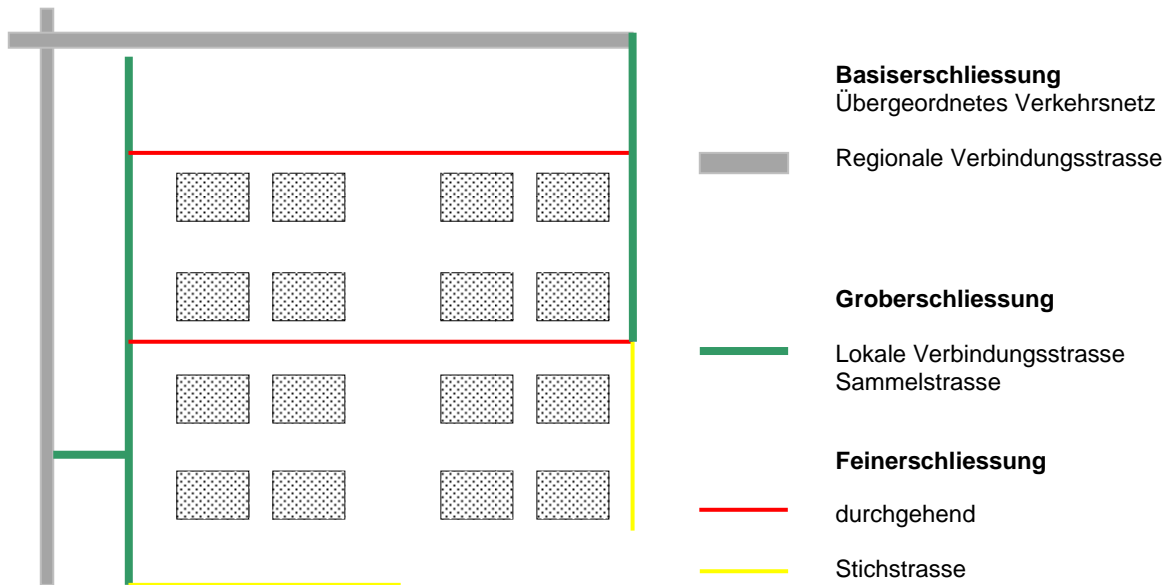 Basiserschliessung
Übergeordnetes Verkehrsnetz
Regionale Verbindungsstrasse
Groberschliessung
Lokale Verbindungsstrasse
Sammelstrasse
Feinerschliessung
durchgehend
Stichstrasse